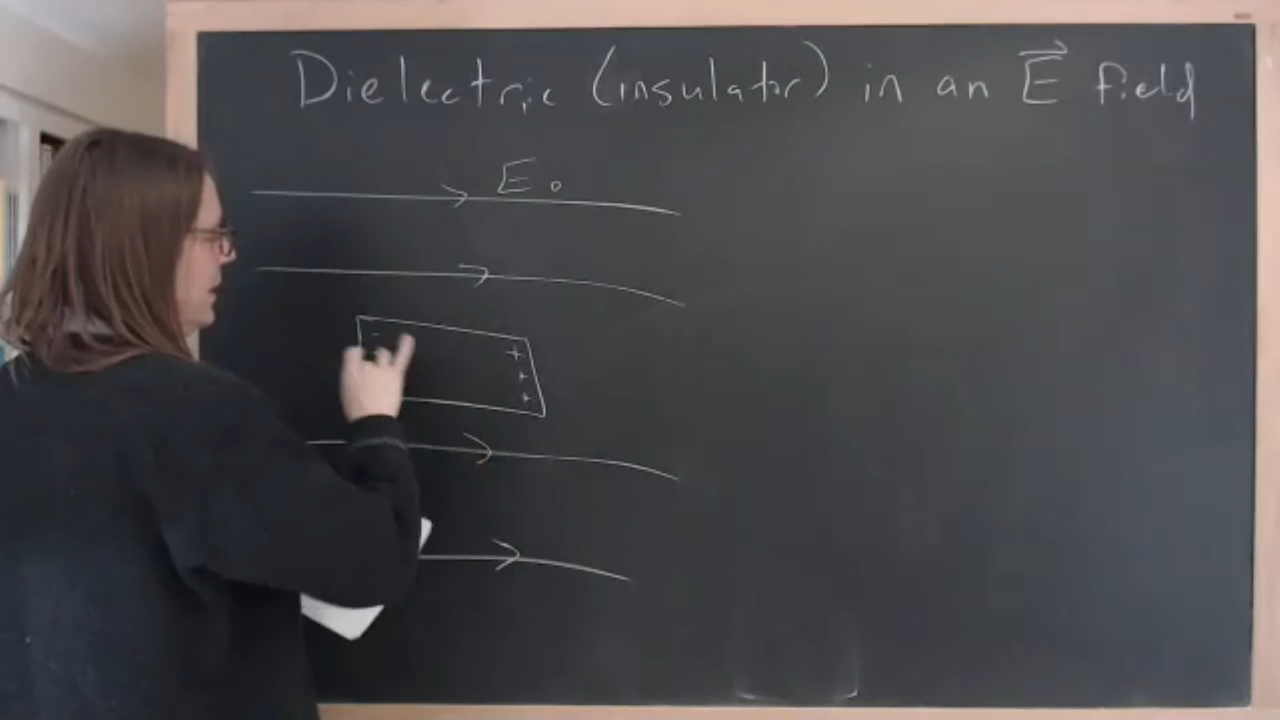 Dielectric (insulator) in an E⃗ field
E₀
-
+
+
+